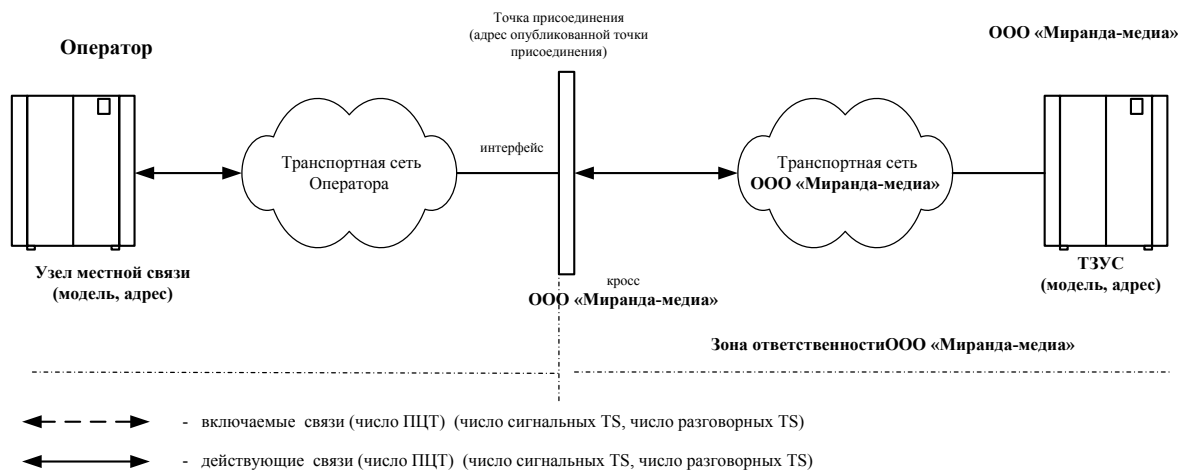 Точка присоединения
(адрес опубликованной точки
присоединения)
Оператор
ООО «Миранда-медиа»
Транспортная сеть
Оператора
интерфейс
Транспортная сеть
ООО «Миранда-медиа»
Узел местной связи
(модель, адрес)
кросс
ООО «Миранда-медиа»
ТЗУС
(модель, адрес)
Зона ответственностиООО «Миранда-медиа»
- включаемые связи (число ПЦТ) (число сигнальных TS, число разговорных TS)
- действующие связи (число ПЦТ) (число сигнальных TS, число разговорных TS)